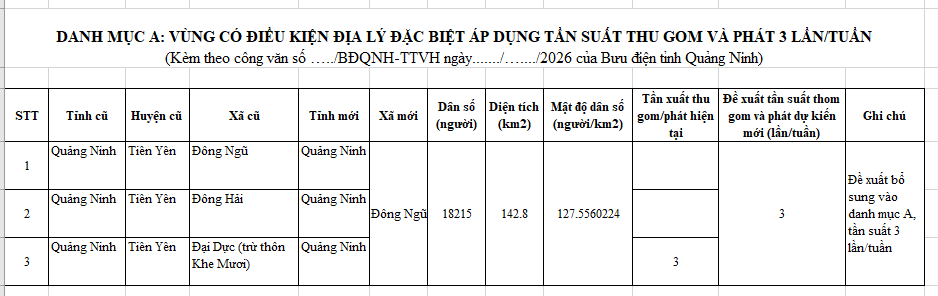 DANH MỤC A: VÙNG CÓ ĐIỀU KIỆN ĐỊA LÝ ĐẶC BIỆT ÁP DỤNG TẦN SUẤT THU GOM VÀ PHÁT 3 LẦN/TUẦN
(Kèm theo công văn số …../BĐQNH-TTVH ngày......./……./2026 của Bưu điện tỉnh Quảng Ninh)
STT Tỉnh cũ Huyện cũ Xã cũ Tỉnh mới Xã mới Dân số (người) Diện tích (km2) Mật độ dân số (người/km2) Tần xuất thu gom/phát hiện tại Đề xuất tần suất thom gom và phát dự kiến mới (lần/tuần) Ghi chú
1 Quảng Ninh Tiên Yên Đông Ngũ Quảng Ninh
2 Quảng Ninh Tiên Yên Đông Hải Quảng Ninh Đông Ngũ 18215 142.8 127.5560224 3
Đề xuất bổ
sung vào
danh mục A,
tần suất 3
lần/tuần
3 Quảng Ninh Tiên Yên Đại Dực (trừ thôn Khe Mươi) Quảng Ninh 3